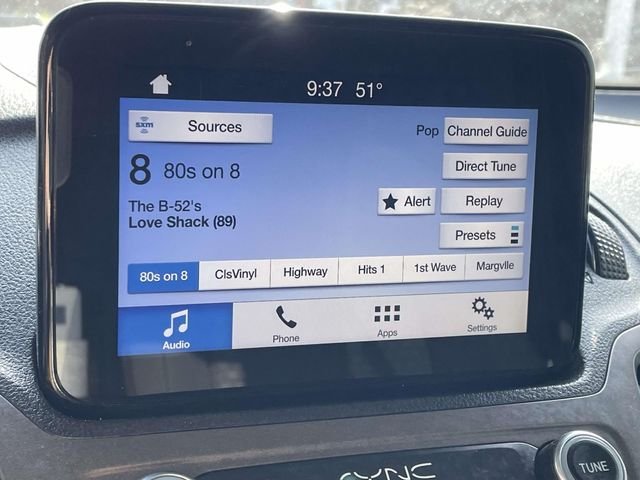 9:37 51°
sxm Sources
Pop Channel Guide
8 80s on 8
Direct Tune
The B-52's
Love Shack (89)
Alert
Replay
Presets
80s on 8 ClsVinyl Highway Hits 1 1st Wave Margvlle
Audio Phone Apps Settings
SYNC
TUNE